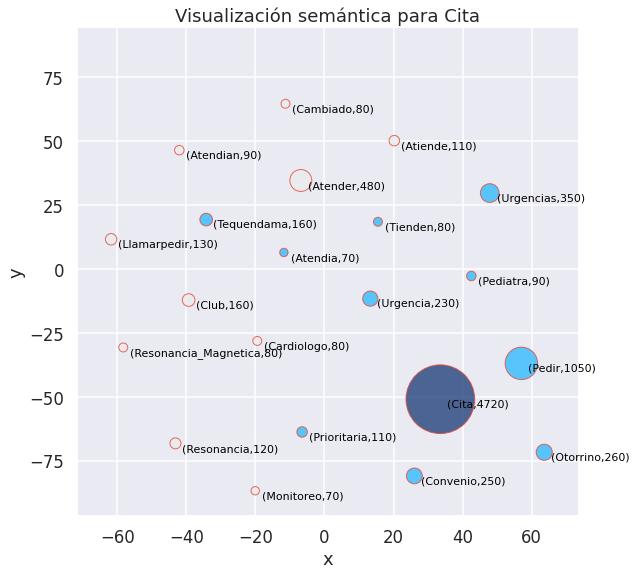 Visualización semántica para Cita
75
50
25
0
−25
−50
−75
y
(Cambiado,80)
(Atiende,110)
(Atendian,90)
(Atender,480)
(Urgencias,350)
(Tequendama,160)
(Tienden,80)
(Llamarpedir,130)
(Atendia,70)
(Pediatra,90)
(Club,160)
(Urgencia,230)
(Cardiologo,80)
(Resonancia_Magnetica,80)
(Pedir,1050)
(Cita,4720)
(Prioritaria,110)
(Resonancia,120)
(Otorrino,260)
(Convenio,250)
(Monitoreo,70)
−60 −40 −20 0 20 40 60
x